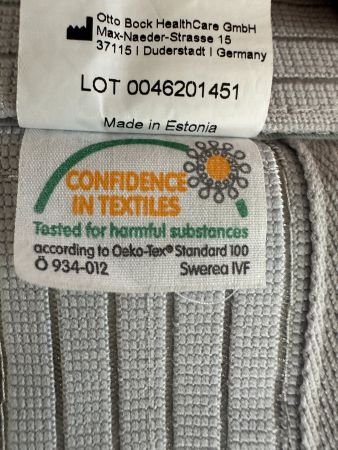 Otto Bock HealthCare GmbH
Max-Naeder-Strasse 15
37115 | Duderstadt | Germany
LOT 0046201451
Made in Estonia
CONFIDENCE
IN TEXTILES
Tested for harmful substances
according to Oeko-Tex® Standard 100
Ö 934-012 Swerea IVF